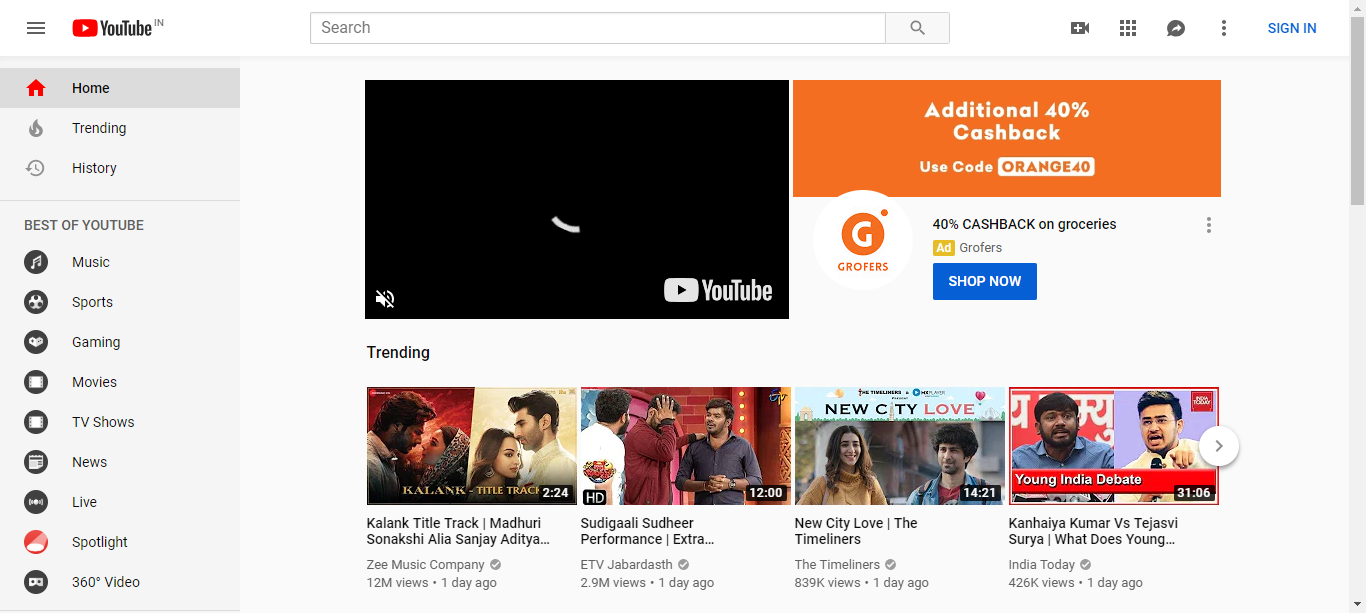 YouTube IN
Search
SIGN IN
Home
Trending
History
BEST OF YOUTUBE
Music
Sports
Gaming
Movies
TV Shows
News
Live
Spotlight
360° Video
YouTube
Additional 40%
Cashback
Use Code ORANGE40
G
GROFERS
40% CASHBACK on groceries
Ad Grofers
SHOP NOW
Trending
KALANK - TITLE TRACK
2:24
Kalank Title Track | Madhuri
Sonakshi Alia Sanjay Aditya...
Zee Music Company
12M views • 1 day ago
HD
12:00
Sudigaali Sudheer
Performance | Extra...
ETV Jabardasth
2.9M views • 1 day ago
THE TIMELINERS & MX PLAYER
PRESENT
NEW CITY LOVE
14:21
New City Love | The
Timeliners
The Timeliners
839K views • 1 day ago
INDIA
TODAY
Young India Debate
31:06
Kanhaiya Kumar Vs Tejasvi
Surya | What Does Young...
India Today
426K views • 1 day ago